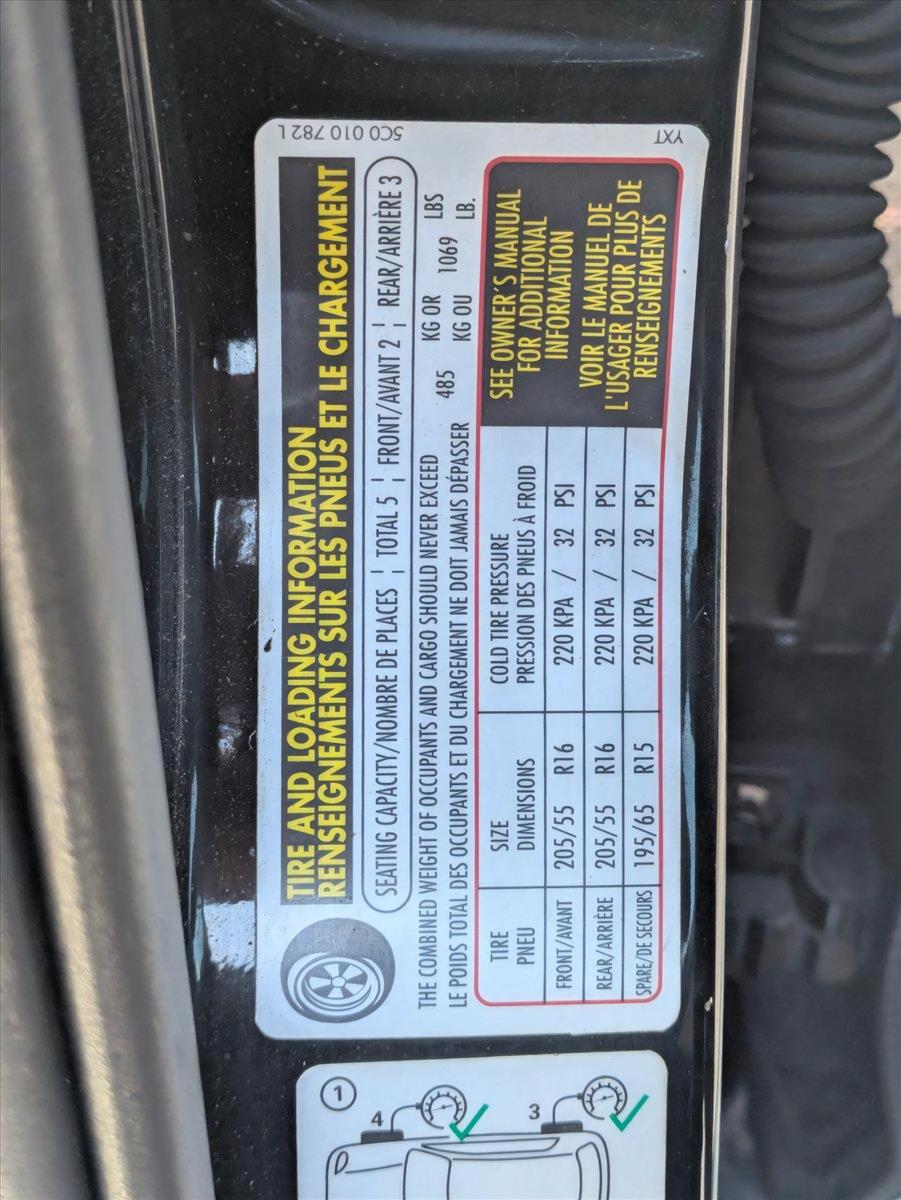 5C0 010 782 L
YXT
TIRE AND LOADING INFORMATION
RENSEIGNEMENTS SUR LES PNEUS ET LE CHARGEMENT
SEATING CAPACITY/NOMBRE DE PLACES ¦ TOTAL 5 ¦ FRONT/AVANT 2 ¦ REAR/ARRIÈRE 3
THE COMBINED WEIGHT OF OCCUPANTS AND CARGO SHOULD NEVER EXCEED 485 KG OR 1069 LBS
LE POIDS TOTAL DES OCCUPANTS ET DU CHARGEMENT NE DOIT JAMAIS DÉPASSER KG OU LB.
TIRE SIZE COLD TIRE PRESSURE
PNEU DIMENSIONS PRESSION DES PNEUS À FROID
FRONT/AVANT 205/55 R16 220 KPA / 32 PSI
REAR/ARRIÈRE 205/55 R16 220 KPA / 32 PSI
SPARE/DE SECOURS 195/65 R15 220 KPA / 32 PSI
SEE OWNER'S MANUAL
FOR ADDITIONAL
INFORMATION
VOIR LE MANUEL DE
L'USAGER POUR PLUS DE
RENSEIGNEMENTS
1
4
3